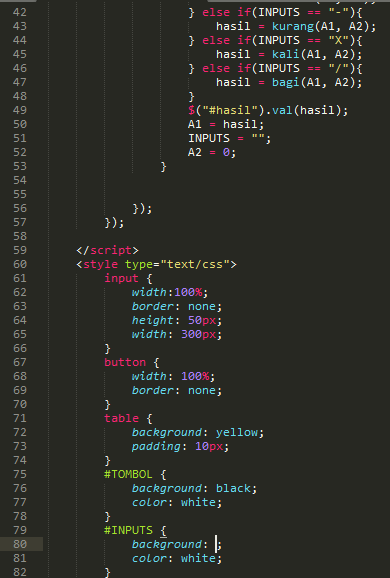 42 } else if(INPUTS == "-"){
43 hasil = kurang(A1, A2);
44 } else if(INPUTS == "X"){
45 hasil = kali(A1, A2);
46 } else if(INPUTS == "/"){
47 hasil = bagi(A1, A2);
48 }
49 $("#hasil").val(hasil);
50 A1 = hasil;
51 INPUTS = "";
52 A2 = 0;
53 }
54
55
56 });
57 });
58
59 </script>
60 <style type="text/css">
61 input {
62 width:100%;
63 border: none;
64 height: 50px;
65 width: 300px;
66 }
67 button {
68 width: 100%;
69 border: none;
70 }
71 table {
72 background: yellow;
73 padding: 10px;
74 }
75 #TOMBOL {
76 background: black;
77 color: white;
78 }
79 #INPUTS {
80 background: ;
81 color: white;
82 }